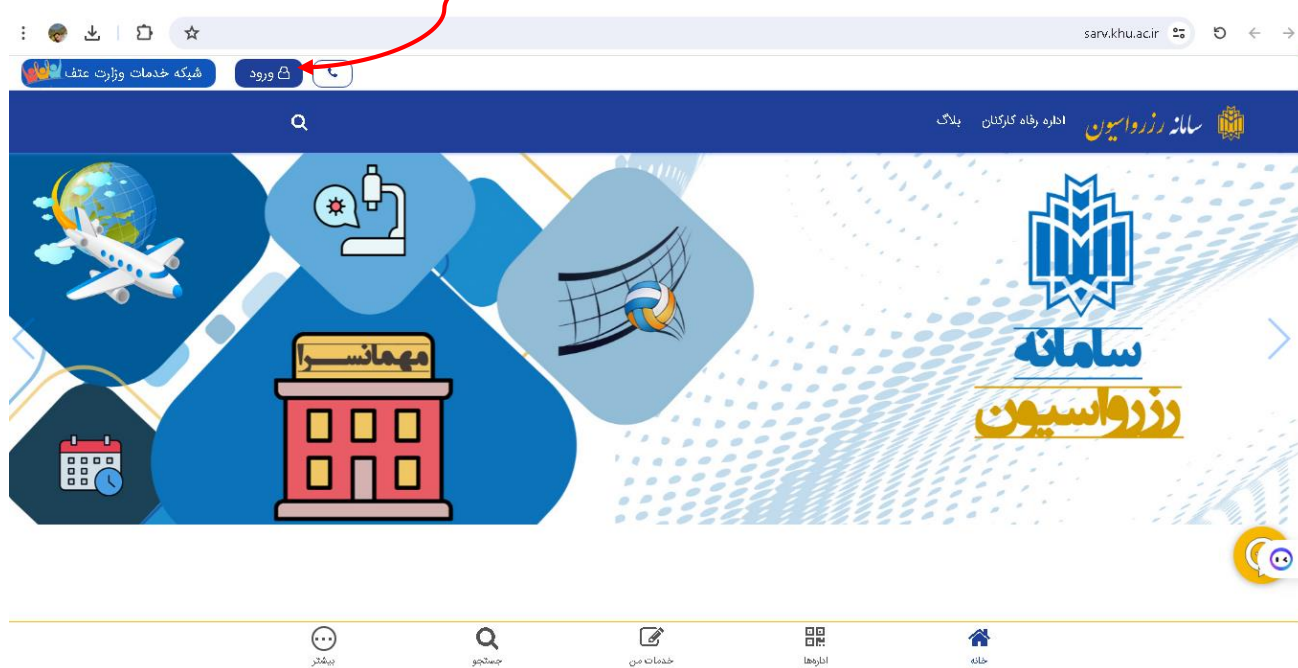 sarv.khu.ac.ir
ورود
شبکه خدمات وزارت عتف
سامانه رزرواسیون
اداره رفاه کارکنان
بلاگ
سامانه
رزرواسیون
مهمانسرا
خانه
اداره‌ها
خدمات من
جستجو
بیشتر